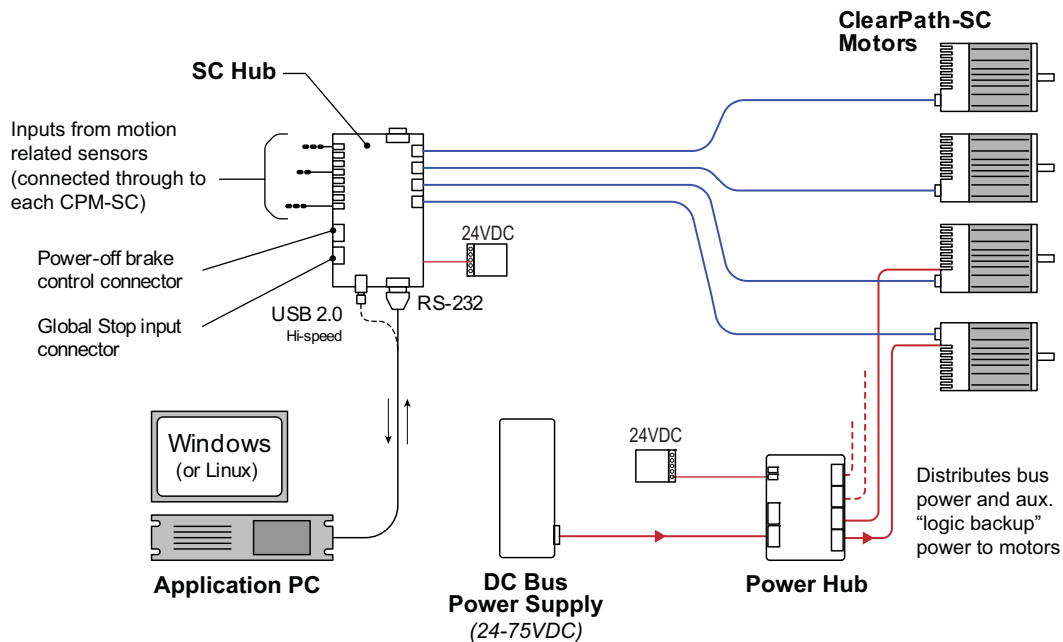 ClearPath-SC
Motors
SC Hub
Inputs from motion
related sensors
(connected through to
each CPM-SC)
Power-off brake
control connector
Global Stop input
connector
24VDC
USB 2.0
Hi-speed
RS-232
Windows
(or Linux)
Application PC
24VDC
DC Bus
Power Supply
(24-75VDC)
Power Hub
Distributes bus
power and aux.
“logic backup”
power to motors